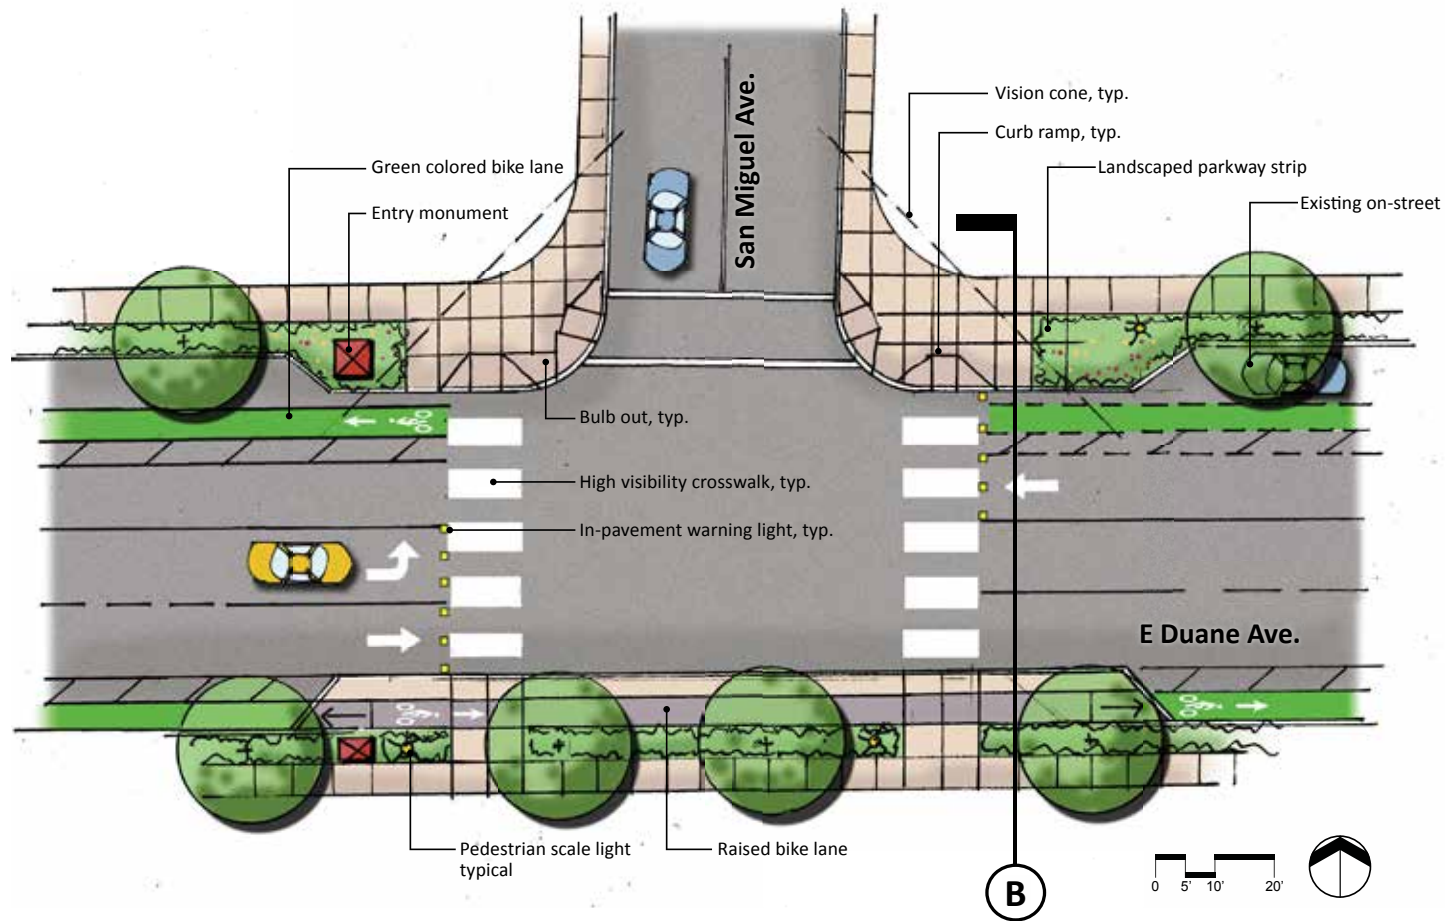 Vision cone, typ.
Curb ramp, typ.
San Miguel Ave.
Green colored bike lane
Landscaped parkway strip
Entry monument
Existing on-street
Bulb out, typ.
High visibility crosswalk, typ.
In-pavement warning light, typ.
E Duane Ave.
Pedestrian scale light
typical
Raised bike lane
B
0 5' 10' 20'